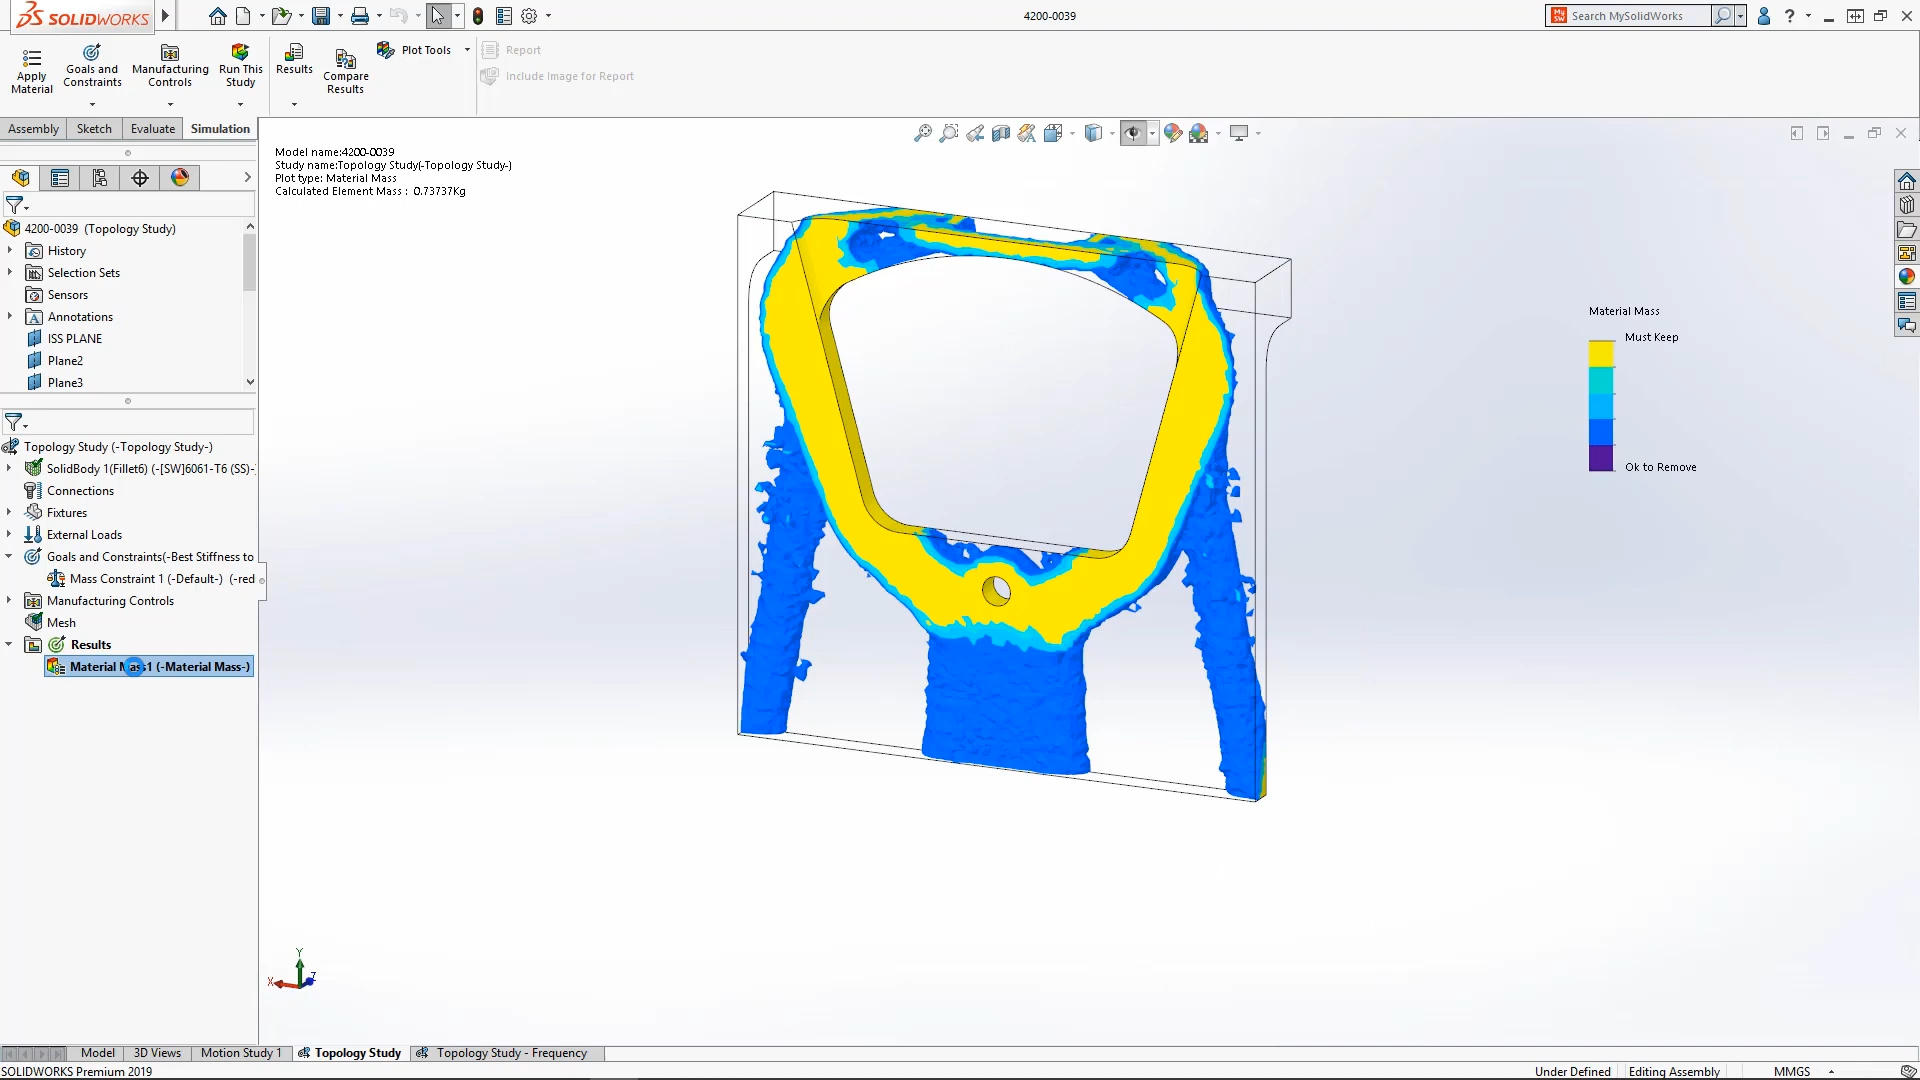 SOLIDWORKS
4200-0039
Search MySolidWorks
?
Apply Material
Goals and Constraints
Manufacturing Controls
Run This Study
Results
Compare Results
Plot Tools
Report
Include Image for Report
Assembly
Sketch
Evaluate
Simulation
Model name:4200-0039
Study name:Topology Study(-Topology Study-)
Plot type: Material Mass
Calculated Element Mass : 0.73737Kg
4200-0039 (Topology Study)
History
Selection Sets
Sensors
Annotations
ISS PLANE
Plane2
Plane3
Topology Study (-Topology Study-)
SolidBody 1(Fillet6) (-[SW]6061-T6 (SS)-
Connections
Fixtures
External Loads
Goals and Constraints(-Best Stiffness to
Mass Constraint 1 (-Default-) (-red
Manufacturing Controls
Mesh
Results
Material Mass1 (-Material Mass-)
Material Mass
Must Keep
Ok to Remove
Y
X
Z
Model
3D Views
Motion Study 1
Topology Study
Topology Study - Frequency
SOLIDWORKS Premium 2019
Under Defined
Editing Assembly
MMGS